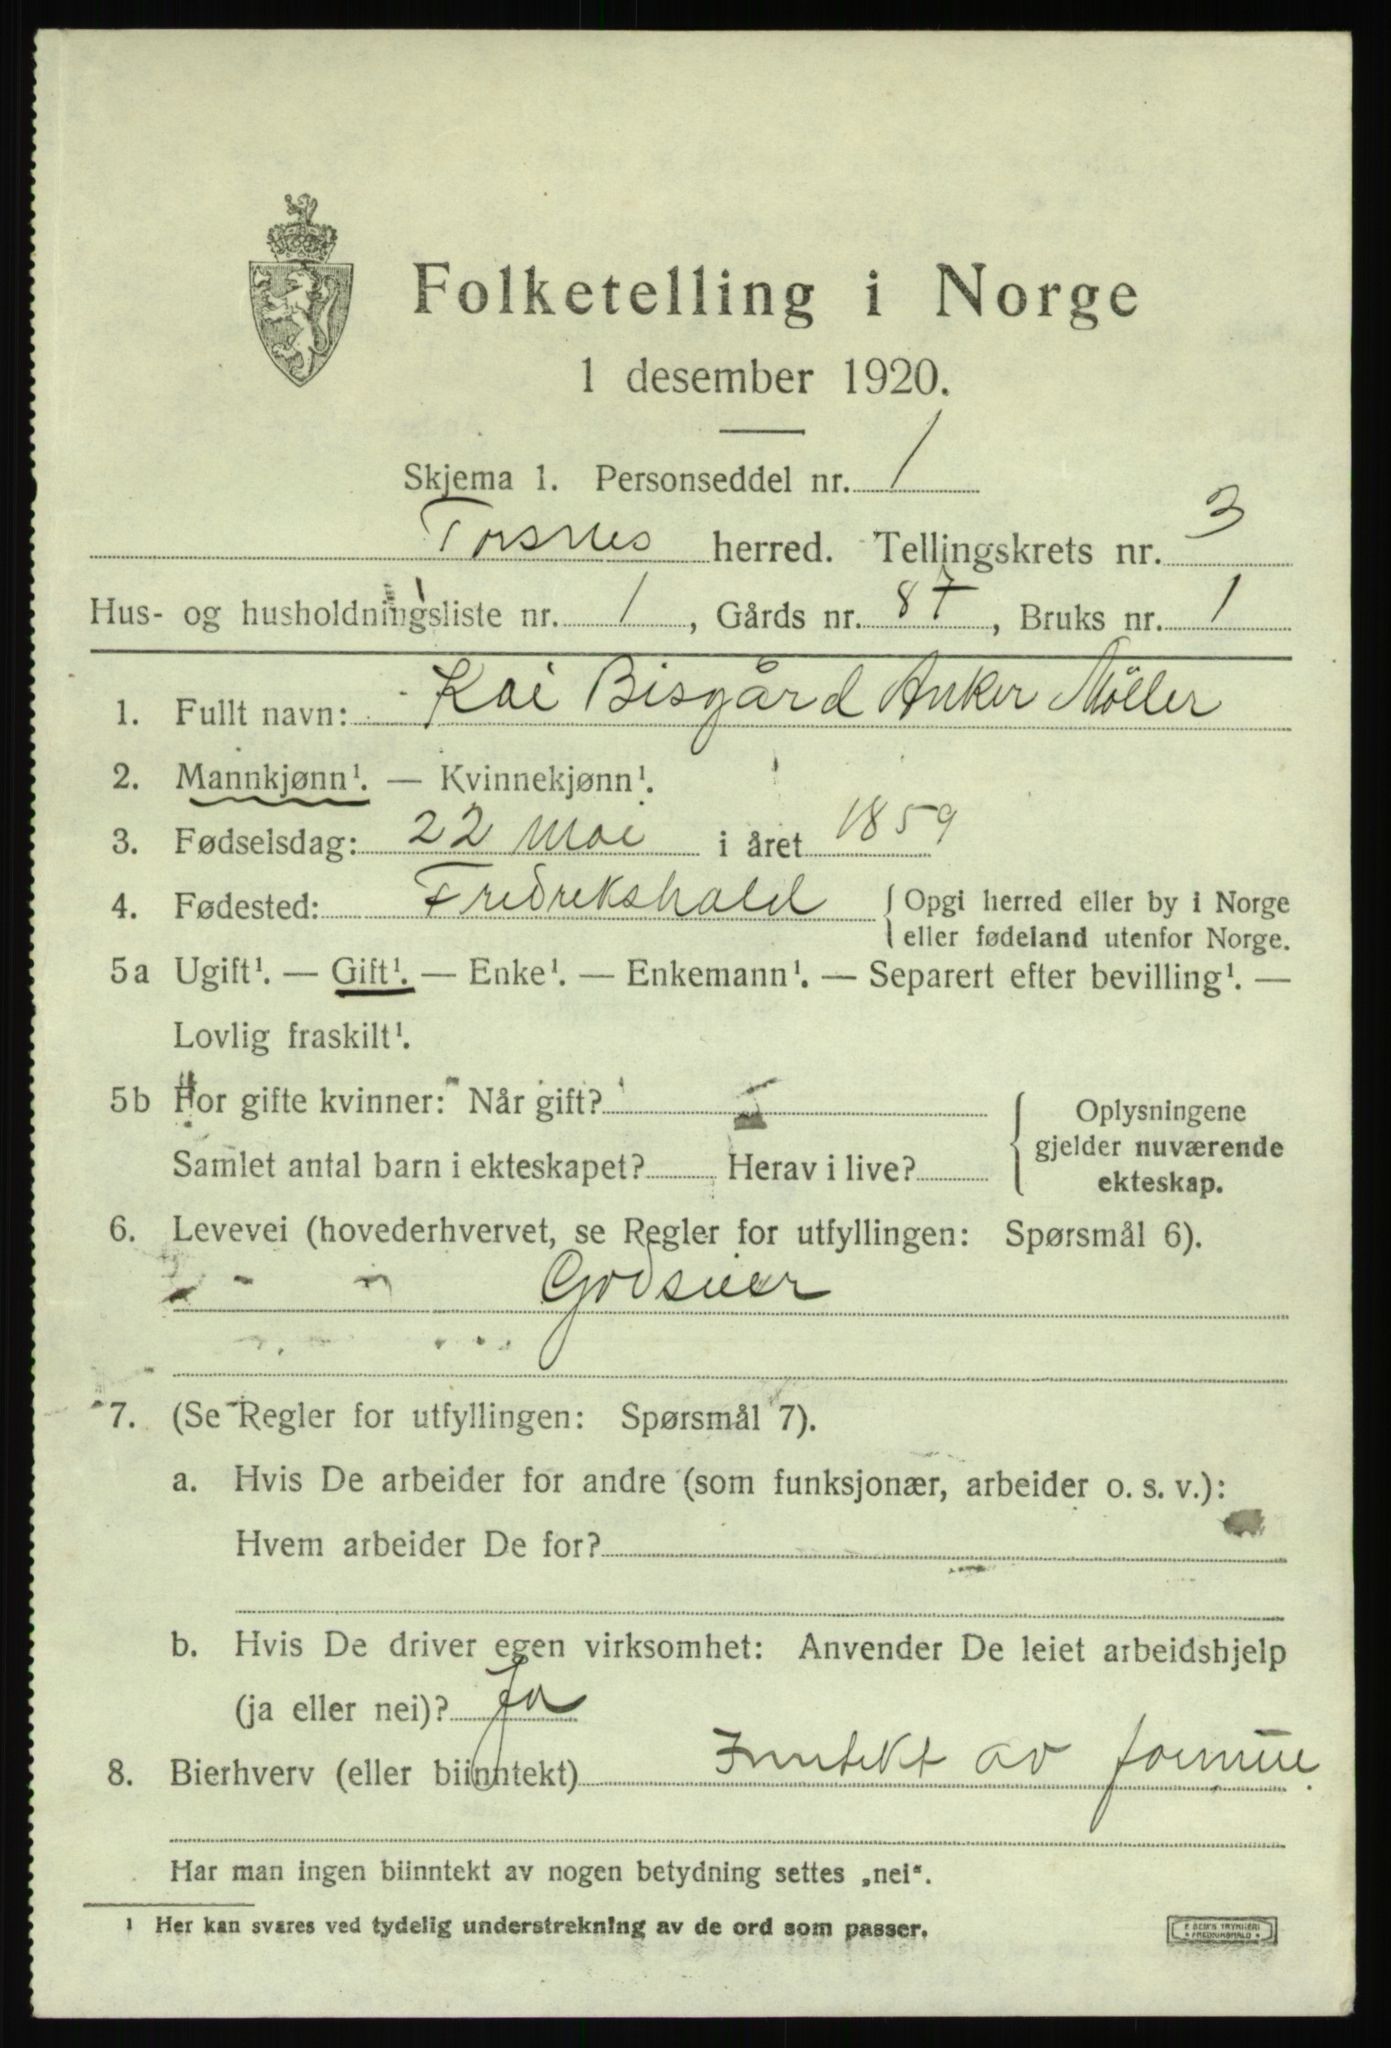 Folketelling i Norge
1 desember 1920.
Skjema 1. Personseddel nr. 1
Torsnes herred. Tellingskrets nr. 3
Hus- og husholdningsliste nr. 1, Gårds nr. 87, Bruks nr. 1
1. Fullt navn: Kai Bisgård Anker Möller
2. Mannkjønn¹. — Kvinnekjønn¹.
3. Fødselsdag: 22 mai i året 1859
4. Fødested: Fredrikshald { Opgi herred eller by i Norge
eller fødeland utenfor Norge.
5a Ugift¹. — Gift¹. — Enke¹. — Enkemann¹. — Separert efter bevilling¹. —
Lovlig fraskilt¹.
5b For gifte kvinner: Når gift?
Samlet antal barn i ekteskapet? Herav i live?
Oplysningene
gjelder nuværende
ekteskap.
6. Levevei (hovederhvervet, se Regler for utfyllingen: Spørsmål 6).
Godseier
7. (Se Regler for utfyllingen: Spørsmål 7).
a. Hvis De arbeider for andre (som funksjonær, arbeider o. s. v.):
Hvem arbeider De for?
b. Hvis De driver egen virksomhet: Anvender De leiet arbeidshjelp
(ja eller nei)? Ja
8. Bierhverv (eller biinntekt) Inntekt av formue.
Har man ingen biinntekt av nogen betydning settes „nei“.
¹ Her kan svares ved tydelig understrekning av de ord som passer.
TRYKKERI
FREDRIKSHALD